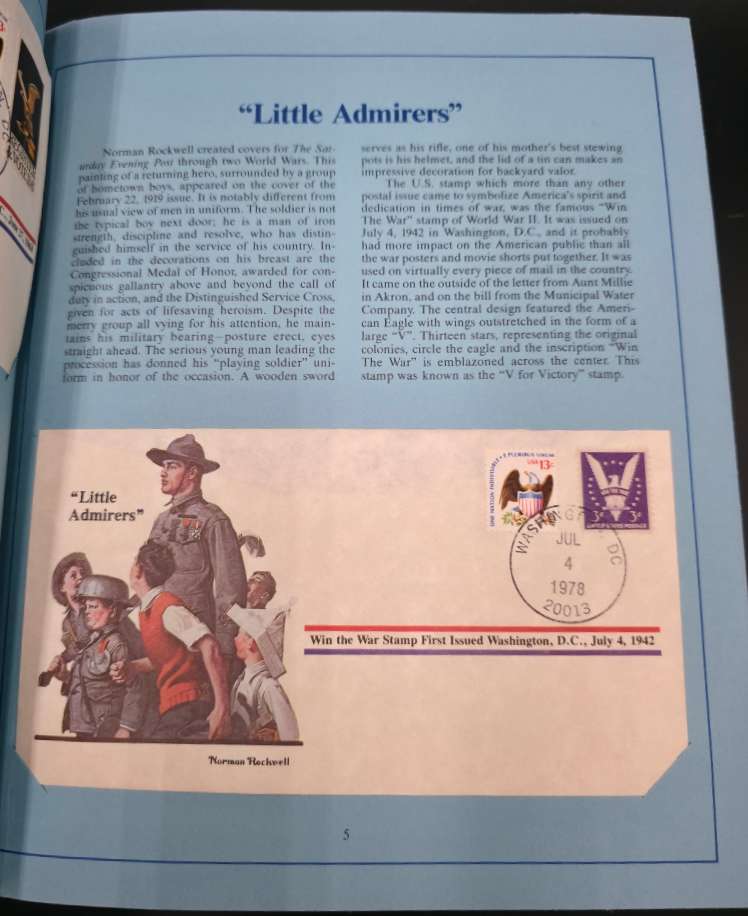 “Little Admirers”
Norman Rockwell created covers for The Sat-
urday Evening Post through two World Wars. This
painting of a returning hero, surrounded by a group
of hometown boys, appeared on the cover of the
February 22, 1919 issue. It is notably different from
his usual view of men in uniform. The soldier is not
the typical boy next door; he is a man of iron
strength, discipline and resolve, who has distin-
guished himself in the service of his country. In-
cluded in the decorations on his breast are the
Congressional Medal of Honor, awarded for con-
spicuous gallantry above and beyond the call of
duty in action, and the Distinguished Service Cross,
given for acts of lifesaving heroism. Despite the
merry group all vying for his attention, he main-
tains his military bearing—posture erect, eyes
straight ahead. The serious young man leading the
procession has donned his “playing soldier” uni-
form in honor of the occasion. A wooden sword
serves as his rifle, one of his mother's best stewing
pots is his helmet, and the lid of a tin can makes an
impressive decoration for backyard valor.
The U.S. stamp which more than any other
postal issue came to symbolize America's spirit and
dedication in times of war, was the famous “Win
The War” stamp of World War II. It was issued on
July 4, 1942 in Washington, D.C., and it probably
had more impact on the American public than all
the war posters and movie shorts put together. It was
used on virtually every piece of mail in the country.
It came on the outside of the letter from Aunt Millie
in Akron, and on the bill from the Municipal Water
Company. The central design featured the Ameri-
can Eagle with wings outstretched in the form of a
large “V”. Thirteen stars, representing the original
colonies, circle the eagle and the inscription “Win
The War” is emblazoned across the center. This
stamp was known as the “V for Victory” stamp.
“Little
Admirers”
ONE NATION INDIVISIBLE • E PLURIBUS UNUM
USA 13c
3¢ 3¢
UNITED STATES POSTAGE
WASHINGTON, DC
JUL
4
1978
20013
Win the War Stamp First Issued Washington, D.C., July 4, 1942
Norman Rockwell
5